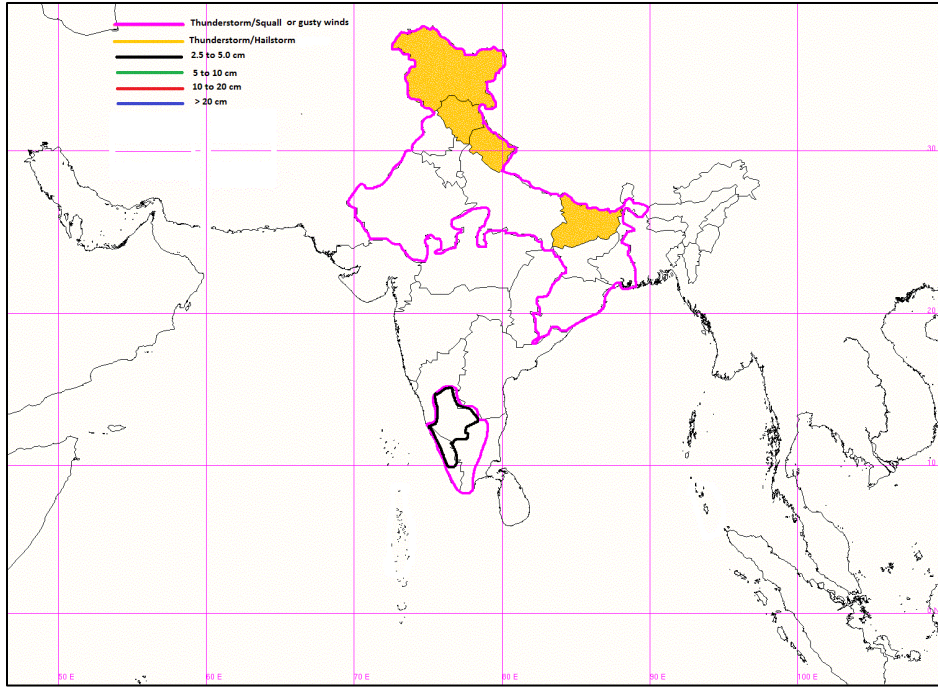 Thunderstorm/Squall or gusty winds
Thunderstorm/Hailstorm
2.5 to 5.0 cm
5 to 10 cm
10 to 20 cm
> 20 cm
30
20
10
50 E
60 E
70 E
80 E
90 E
100 E